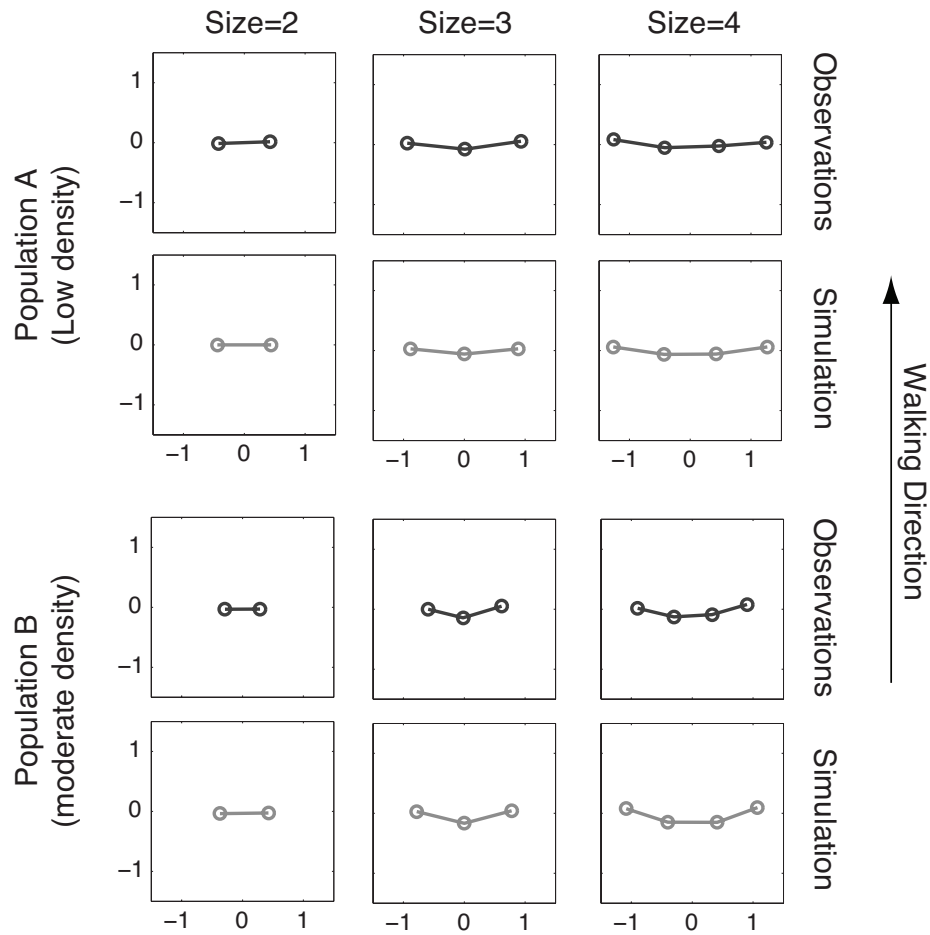 Size=2 Size=3 Size=4
Population A
(Low density)
1
0
−1
Observations
1
0
−1
Simulation
−1 0 1 −1 0 1 −1 0 1
Walking Direction
Population B
(moderate density)
1
0
−1
Observations
1
0
−1
Simulation
−1 0 1 −1 0 1 −1 0 1